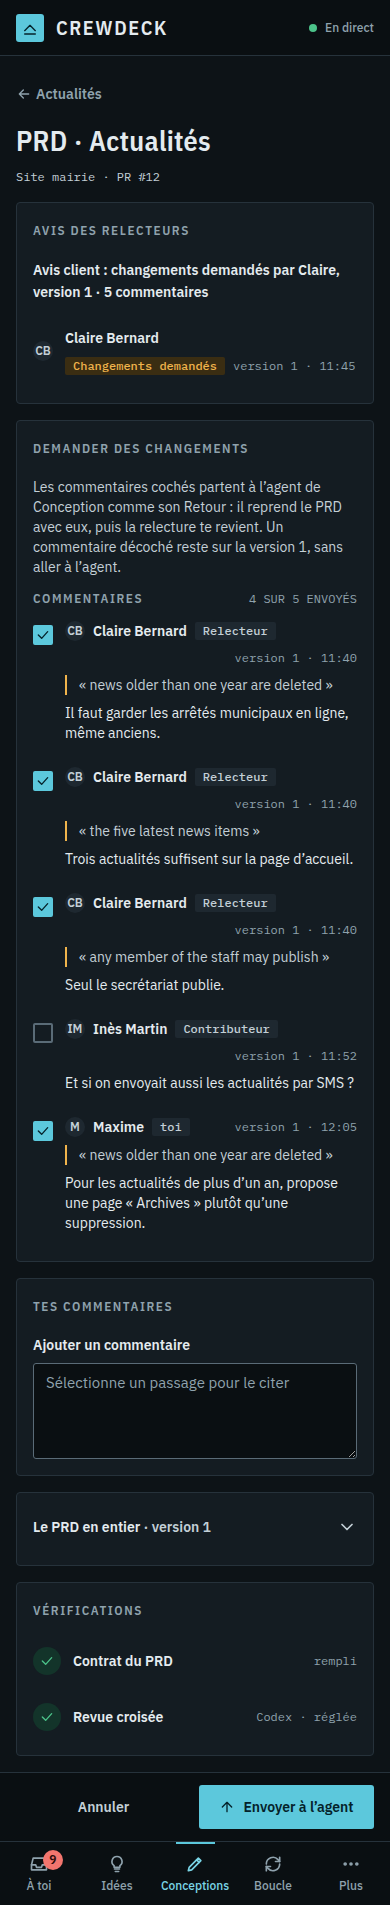 CREWDECK
En direct
← Actualités
PRD · Actualités
Site mairie · PR #12
AVIS DES RELECTEURS
Avis client : changements demandés par Claire,
version 1 · 5 commentaires
CB
Claire Bernard
Changements demandés version 1 · 11:45
DEMANDER DES CHANGEMENTS
Les commentaires cochés partent à l’agent de
Conception comme son Retour : il reprend le PRD
avec eux, puis la relecture te revient. Un
commentaire décoché reste sur la version 1, sans
aller à l’agent.
COMMENTAIRES 4 SUR 5 ENVOYÉS
CB Claire Bernard Relecteur
version 1 · 11:40
« news older than one year are deleted »
Il faut garder les arrêtés municipaux en ligne,
même anciens.
CB Claire Bernard Relecteur
version 1 · 11:40
« the five latest news items »
Trois actualités suffisent sur la page d’accueil.
CB Claire Bernard Relecteur
version 1 · 11:40
« any member of the staff may publish »
Seul le secrétariat publie.
IM Inès Martin Contributeur
version 1 · 11:52
Et si on envoyait aussi les actualités par SMS ?
M Maxime toi version 1 · 12:05
« news older than one year are deleted »
Pour les actualités de plus d’un an, propose
une page « Archives » plutôt qu’une
suppression.
TES COMMENTAIRES
Ajouter un commentaire
Sélectionne un passage pour le citer
Le PRD en entier · version 1
VÉRIFICATIONS
Contrat du PRD rempli
Revue croisée Codex · réglée
Annuler
↑ Envoyer à l’agent
9
À toi Idées Conceptions Boucle Plus